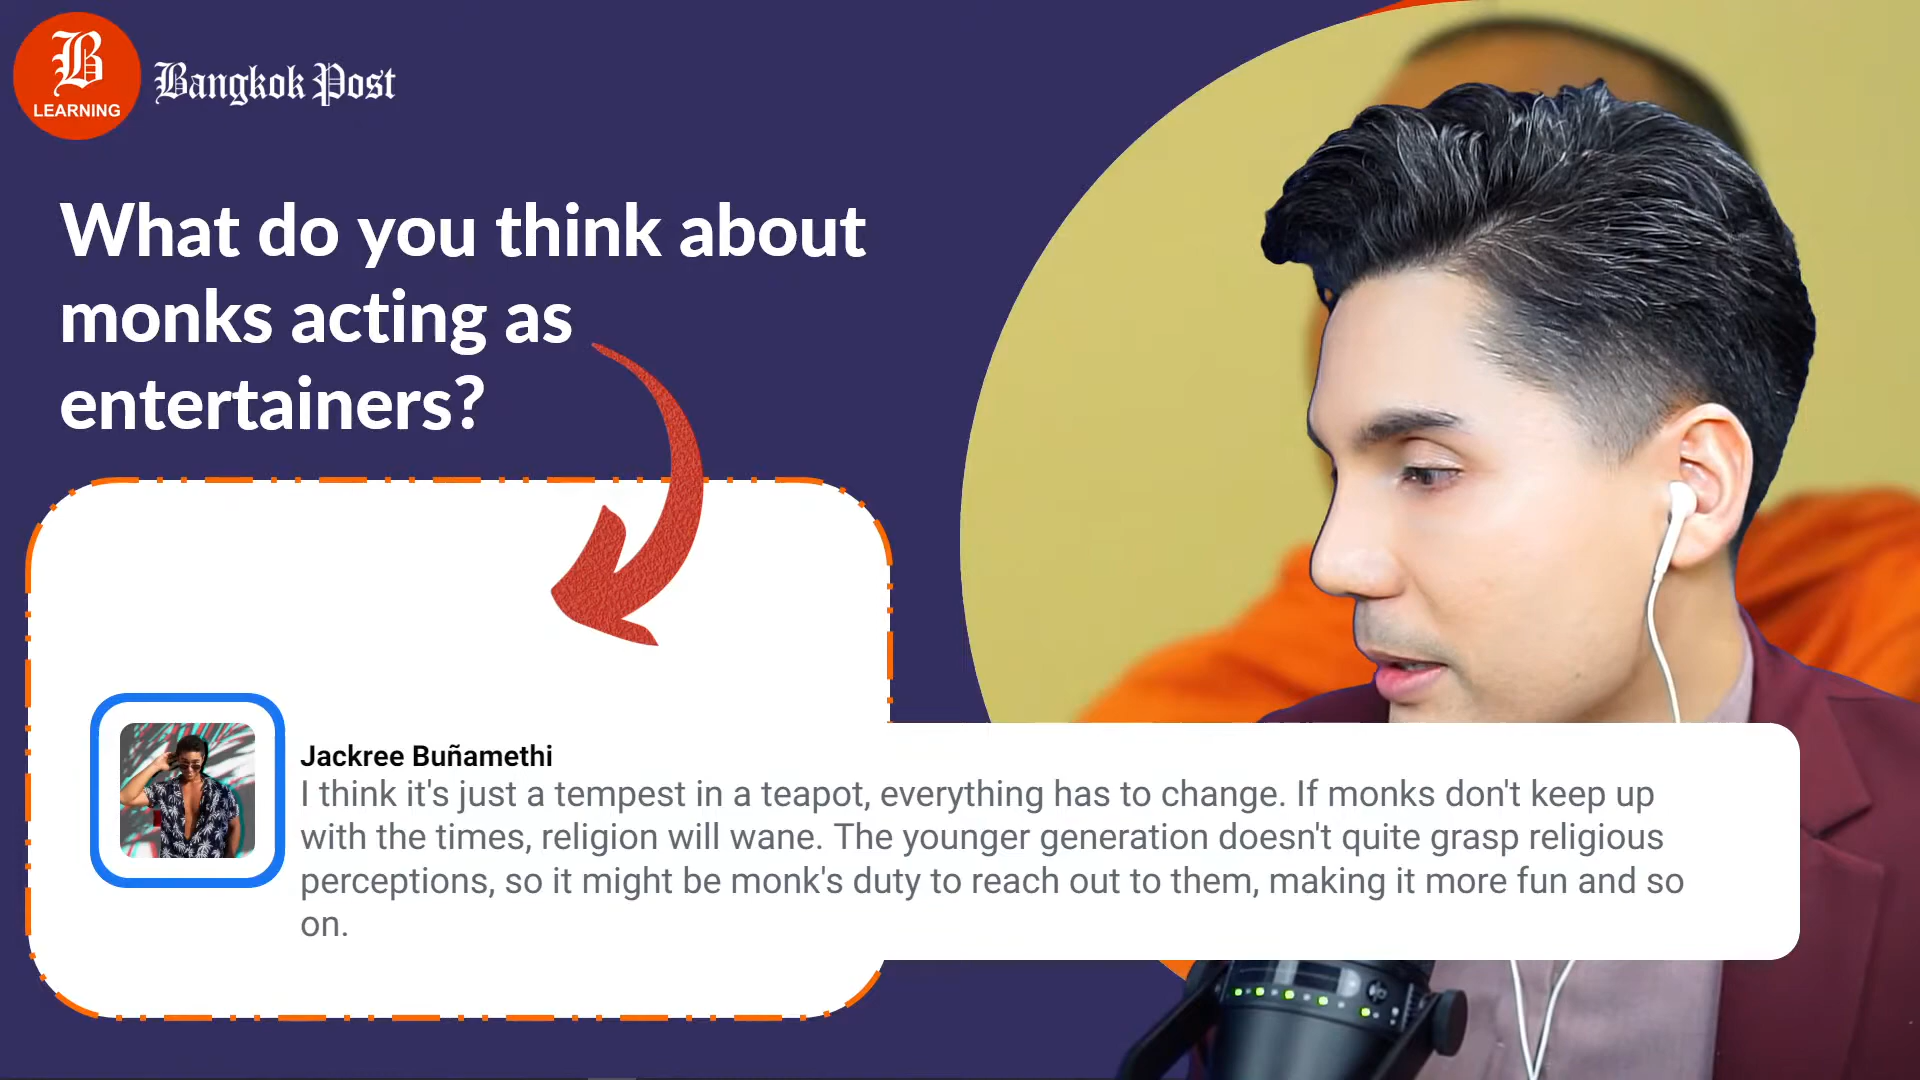 B
LEARNING
Bangkok Post
What do you think about
monks acting as
entertainers?
Jackree Buñamethi
I think it's just a tempest in a teapot, everything has to change. If monks don't keep up
with the times, religion will wane. The younger generation doesn't quite grasp religious
perceptions, so it might be monk's duty to reach out to them, making it more fun and so
on.